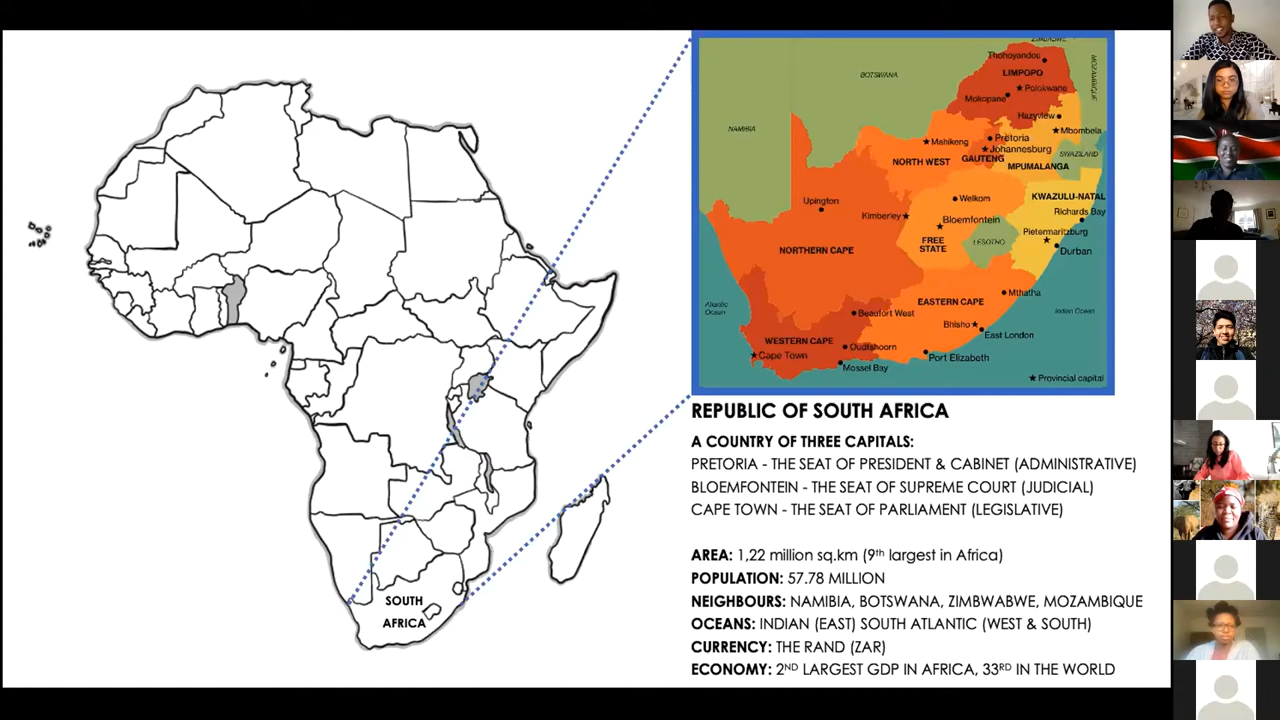 ZIMBABWE
Thohoyandou
LIMPOPO
MOZAMBIQUE
BOTSWANA
Polokwane
Mokopane
Hazyview
NAMIBIA
Mbombela
Pretoria
Mahikeng
Johannesburg
SWAZILAND
NORTH WEST
GAUTENG
MPUMALANGA
Welkom
KWAZULU-NATAL
Upington
Richards Bay
Kimberley
Bloemfontein
Pietermaritzburg
FREE
STATE
LESOTHO
NORTHERN CAPE
Durban
Mthatha
EASTERN CAPE
Atlantic
Ocean
Indian Ocean
Beaufort West
Bhisho
East London
WESTERN CAPE
Oudtshoorn
Cape Town
Port Elizabeth
Mossel Bay
Provincial capital
SOUTH
AFRICA
REPUBLIC OF SOUTH AFRICA
A COUNTRY OF THREE CAPITALS:
PRETORIA - THE SEAT OF PRESIDENT & CABINET (ADMINISTRATIVE)
BLOEMFONTEIN - THE SEAT OF SUPREME COURT (JUDICIAL)
CAPE TOWN - THE SEAT OF PARLIAMENT (LEGISLATIVE)
AREA: 1,22 million sq.km (9th largest in Africa)
POPULATION: 57.78 MILLION
NEIGHBOURS: NAMIBIA, BOTSWANA, ZIMBWABWE, MOZAMBIQUE
OCEANS: INDIAN (EAST) SOUTH ATLANTIC (WEST & SOUTH)
CURRENCY: THE RAND (ZAR)
ECONOMY: 2ND LARGEST GDP IN AFRICA, 33RD IN THE WORLD